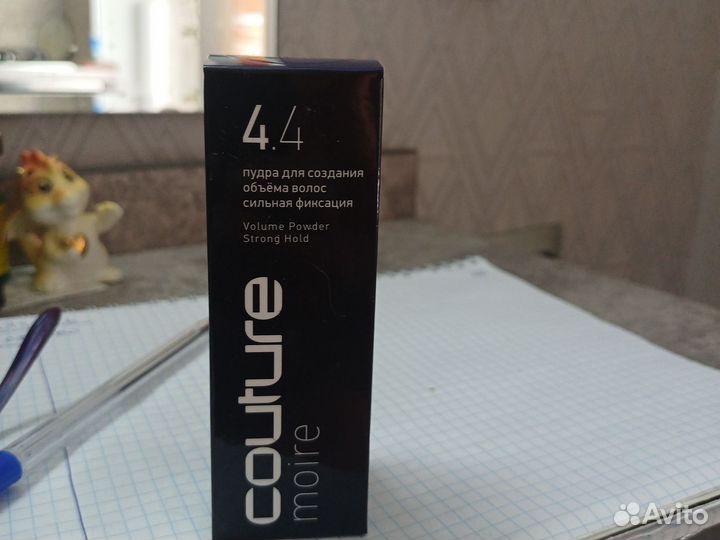 4.4
пудра для создания
объёма волос
сильная фиксация
Volume Powder
Strong Hold
couture
moire
Avito